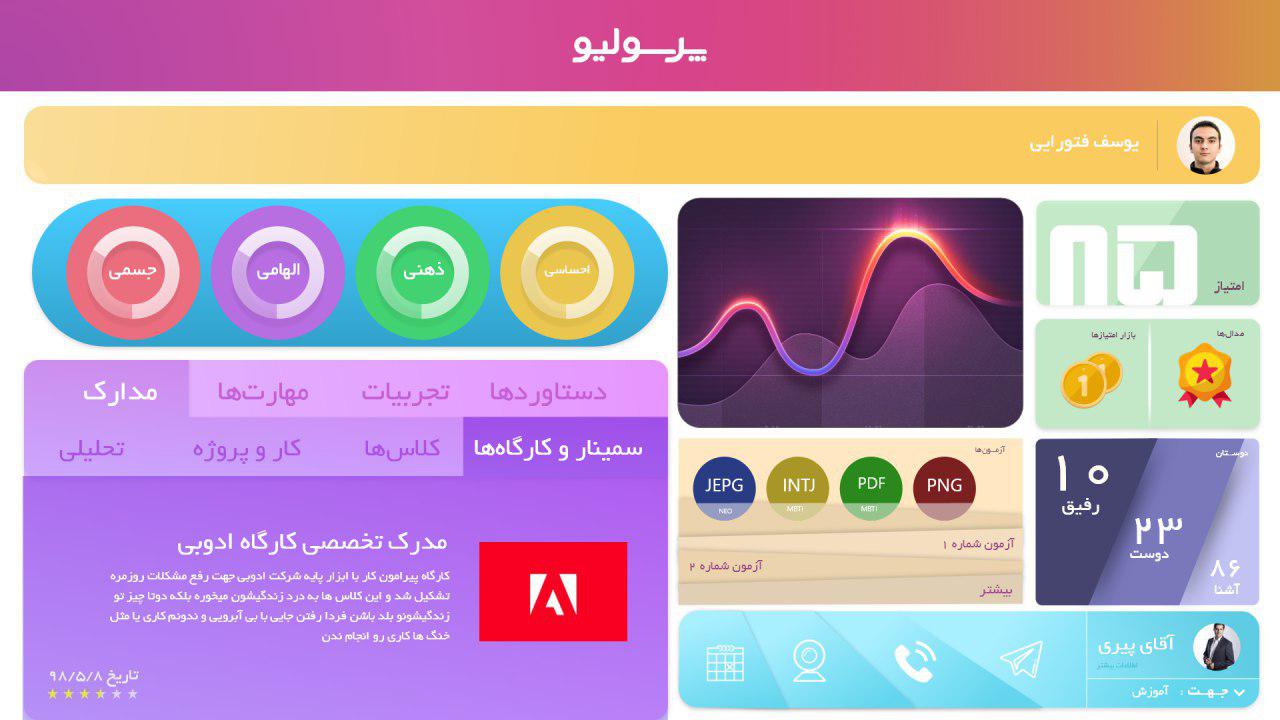 پرولیو
یوسف فتورایی
امتیاز
۸۵
مدال‌ها
بازار امتیازها
دوستان
۱۰
رفیق
۲۳
دوست
۸۶
آشنا
احساسی
ذهنی
الهامی
جسمی
دستاوردها
تجربیات
مهارت‌ها
مدارک
سمینار و کارگاه‌ها
کلاس‌ها
کار و پروژه
تحلیلی
مدرک تخصصی کارگاه ادوبی
کارگاه پیرامون کار با ابزار پایه شرکت ادوبی جهت رفع مشکلات روزمره
تشکیل شد و این کلاس ها به درد زندگیشون میخوره بلکه دوتا چیز تو
زندگیشونو بلد باشن فردا رفتن جایی با بی آبرویی و ندونم کاری یا مثل
خنگ ها کاری رو انجام ندن
تاریخ ۹۸/۵/۸
آزمون‌ها
PNG
PDF
MBTI
INTJ
MBTI
JEPG
NEO
آزمون شماره ۱
آزمون شماره ۲
بیشتر
آقای پیری
اطلاعات بیشتر
جهت : آموزش